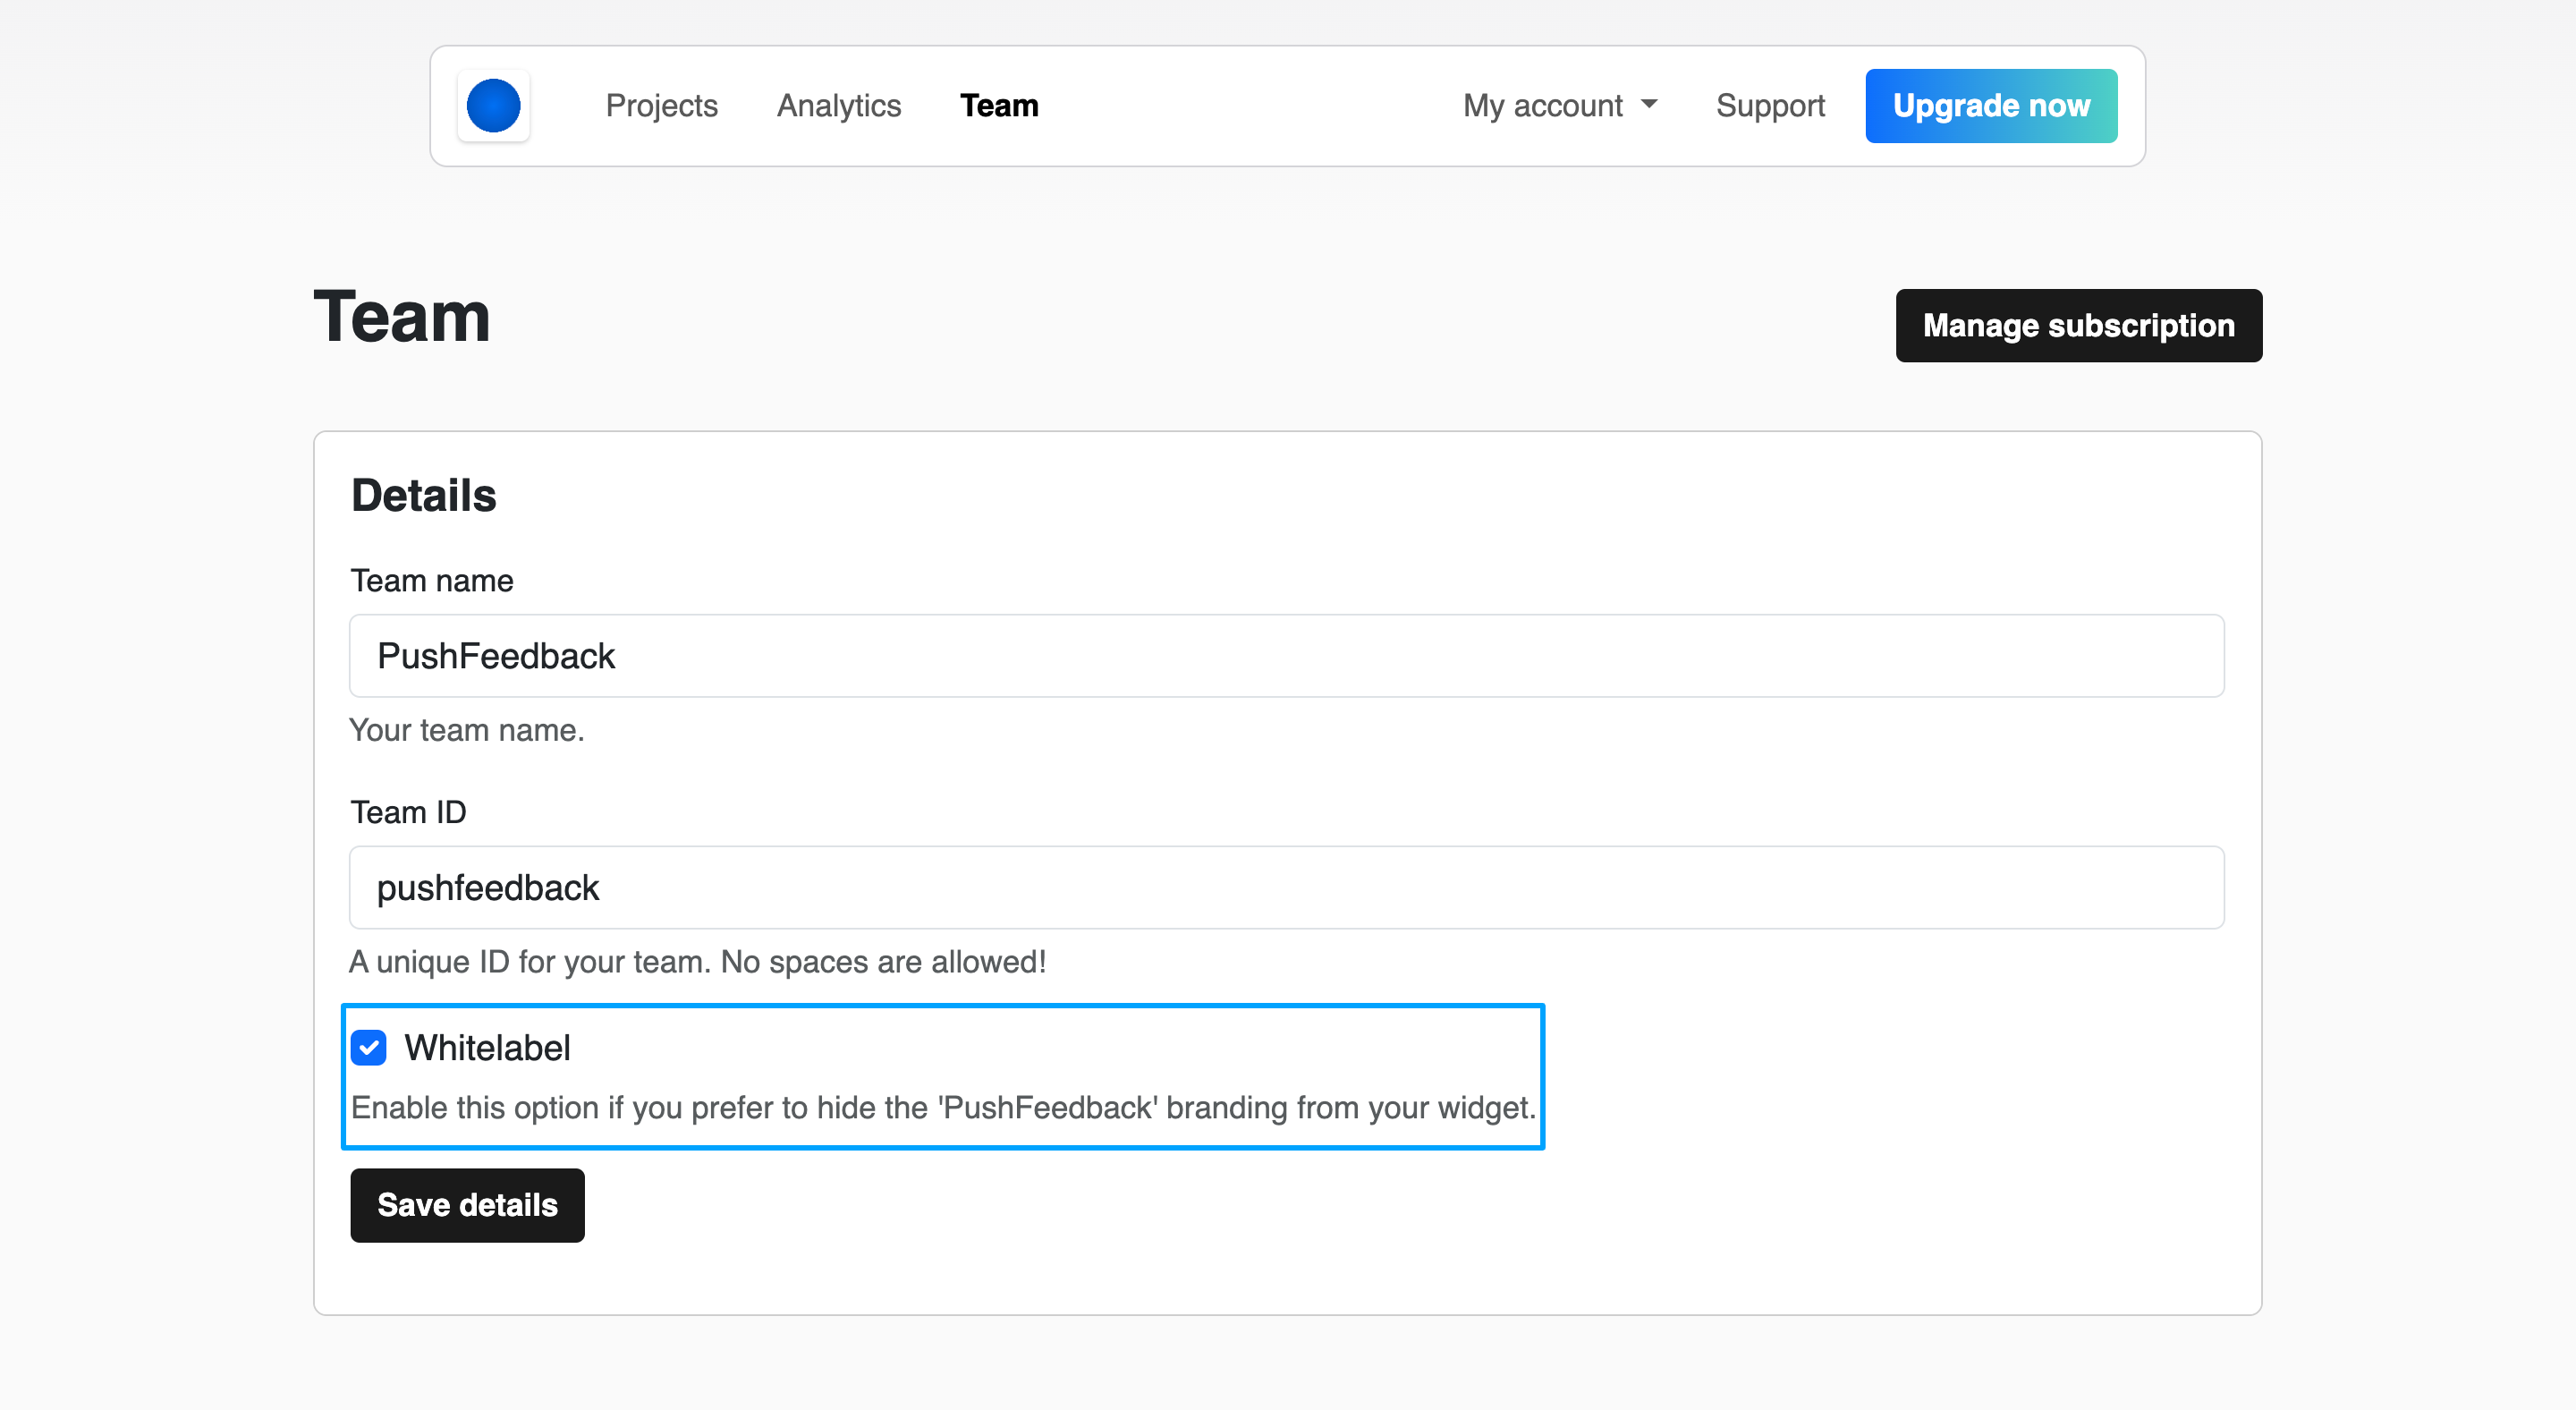 Projects Analytics Team My account Support Upgrade now
Team
Manage subscription
Details
Team name
PushFeedback
Your team name.
Team ID
pushfeedback
A unique ID for your team. No spaces are allowed!
Whitelabel
Enable this option if you prefer to hide the 'PushFeedback' branding from your widget.
Save details